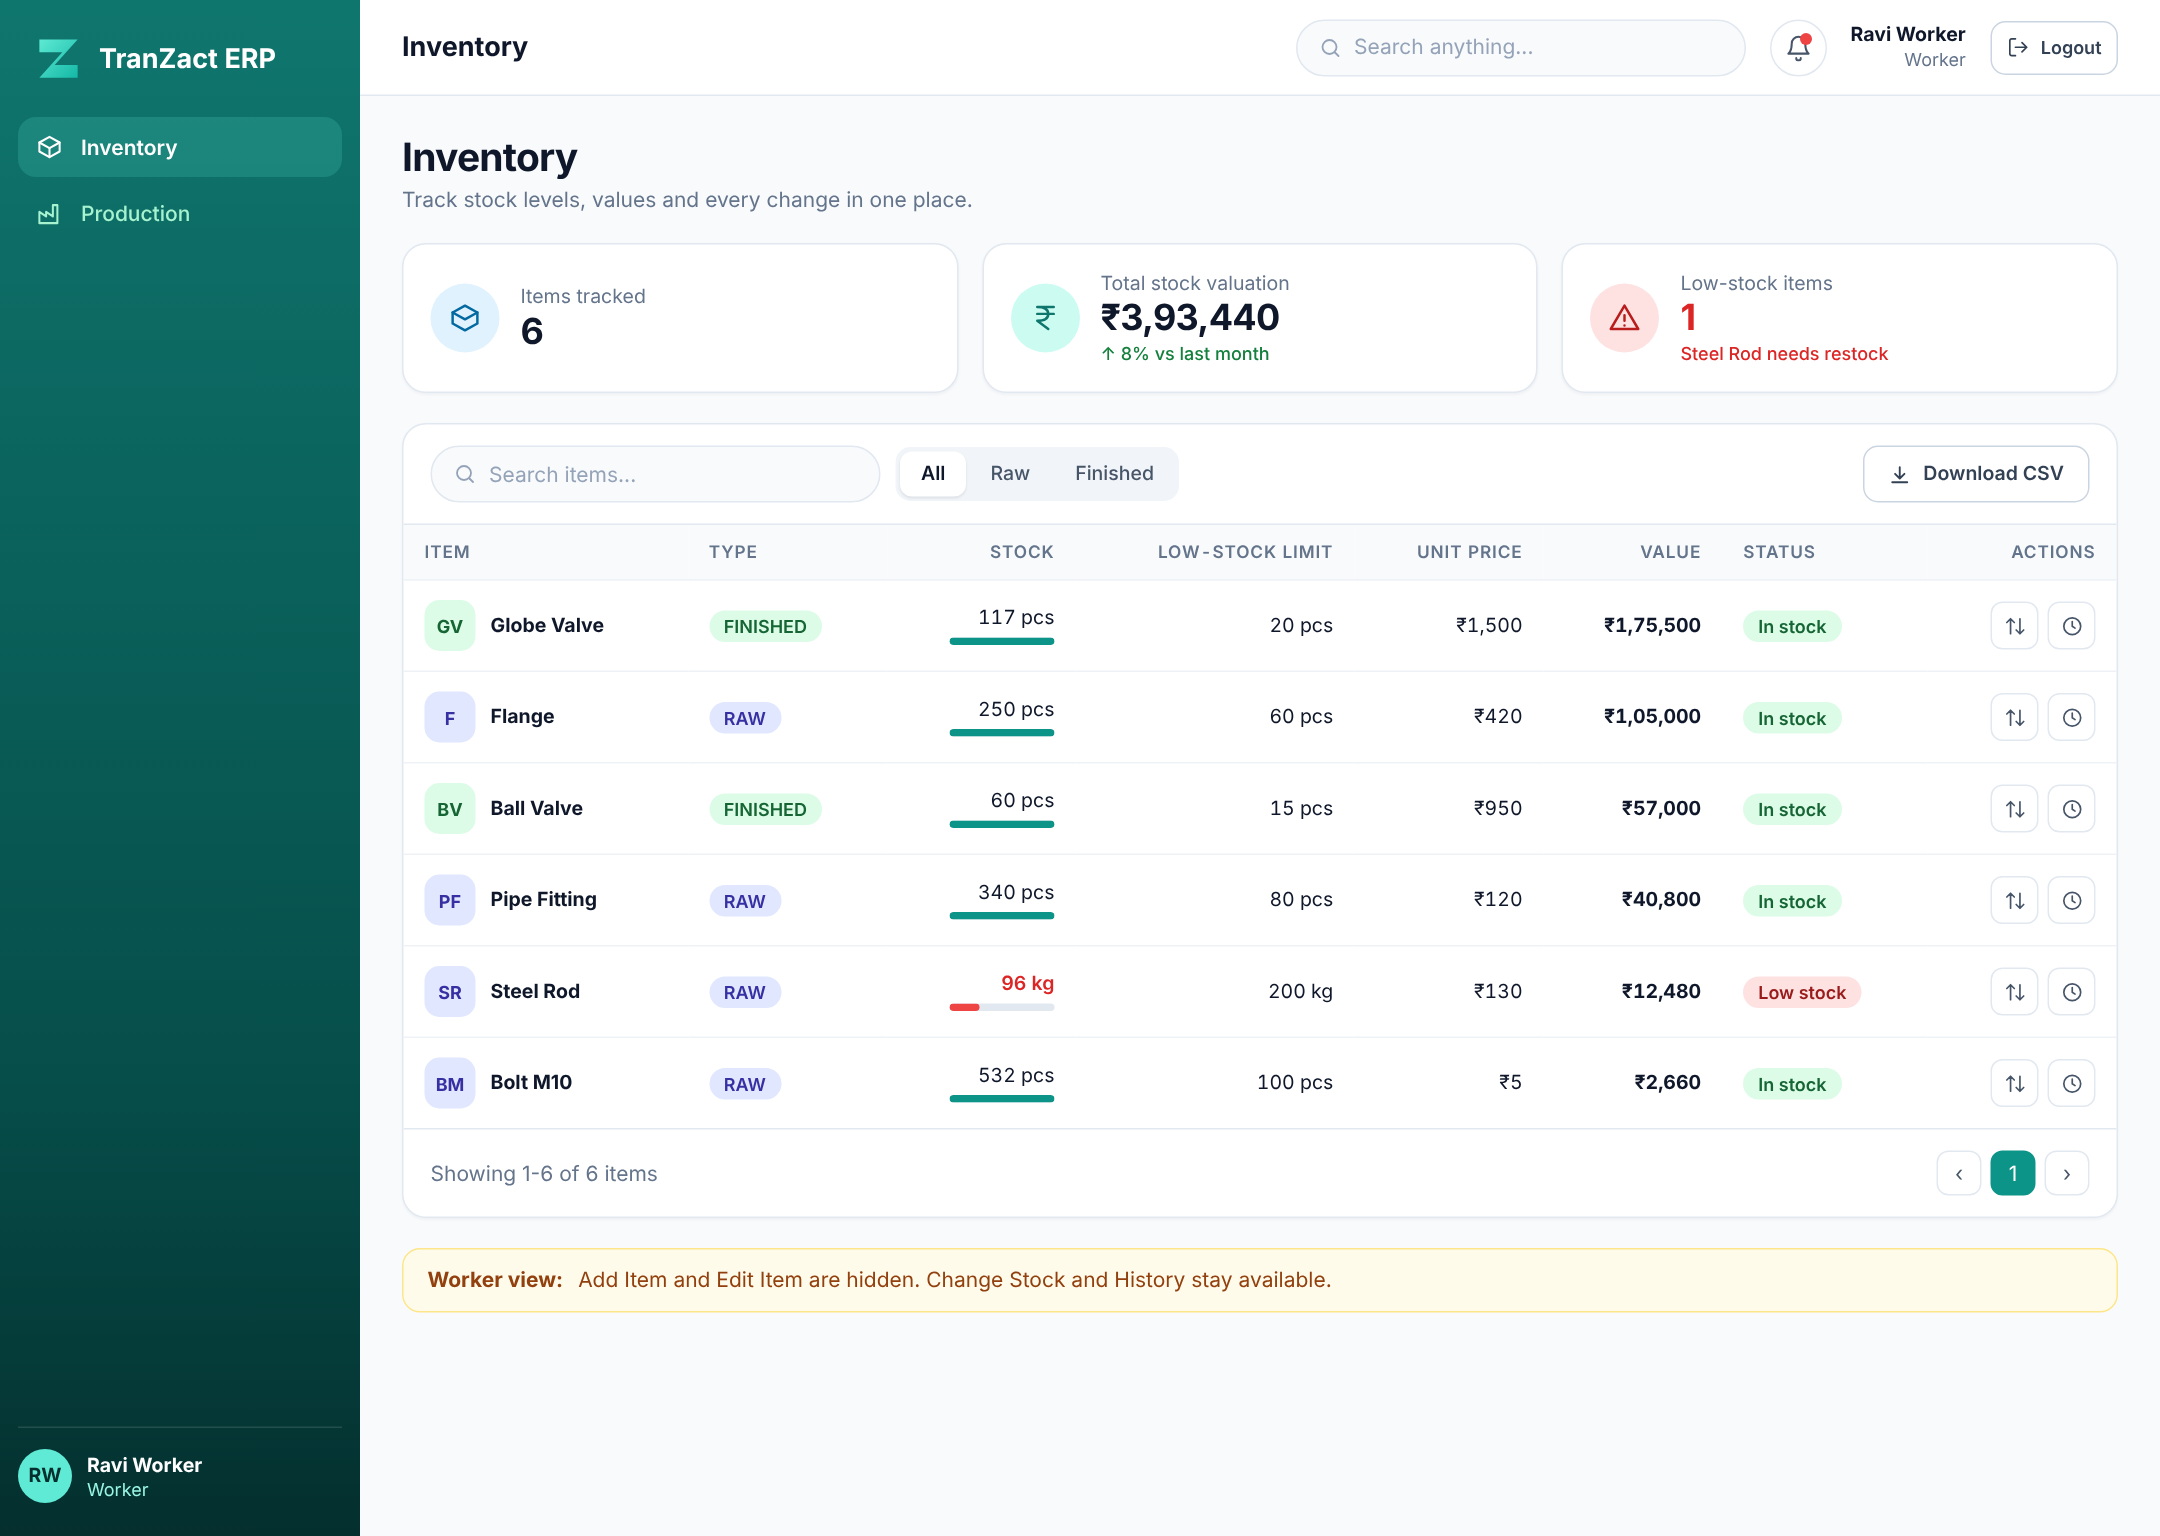 TranZact ERP
Inventory
Production
RW
Ravi Worker
Worker
Inventory
Search anything...
Ravi Worker
Worker
Logout
Inventory
Track stock levels, values and every change in one place.
Items tracked
6
₹
Total stock valuation
₹3,93,440
↑ 8% vs last month
Low-stock items
1
Steel Rod needs restock
Search items...
All Raw Finished
Download CSV
ITEM TYPE STOCK LOW-STOCK LIMIT UNIT PRICE VALUE STATUS ACTIONS
GV Globe Valve FINISHED 117 pcs 20 pcs ₹1,500 ₹1,75,500 In stock
F Flange RAW 250 pcs 60 pcs ₹420 ₹1,05,000 In stock
BV Ball Valve FINISHED 60 pcs 15 pcs ₹950 ₹57,000 In stock
PF Pipe Fitting RAW 340 pcs 80 pcs ₹120 ₹40,800 In stock
SR Steel Rod RAW 96 kg 200 kg ₹130 ₹12,480 Low stock
BM Bolt M10 RAW 532 pcs 100 pcs ₹5 ₹2,660 In stock
Showing 1-6 of 6 items
‹ 1 ›
Worker view: Add Item and Edit Item are hidden. Change Stock and History stay available.